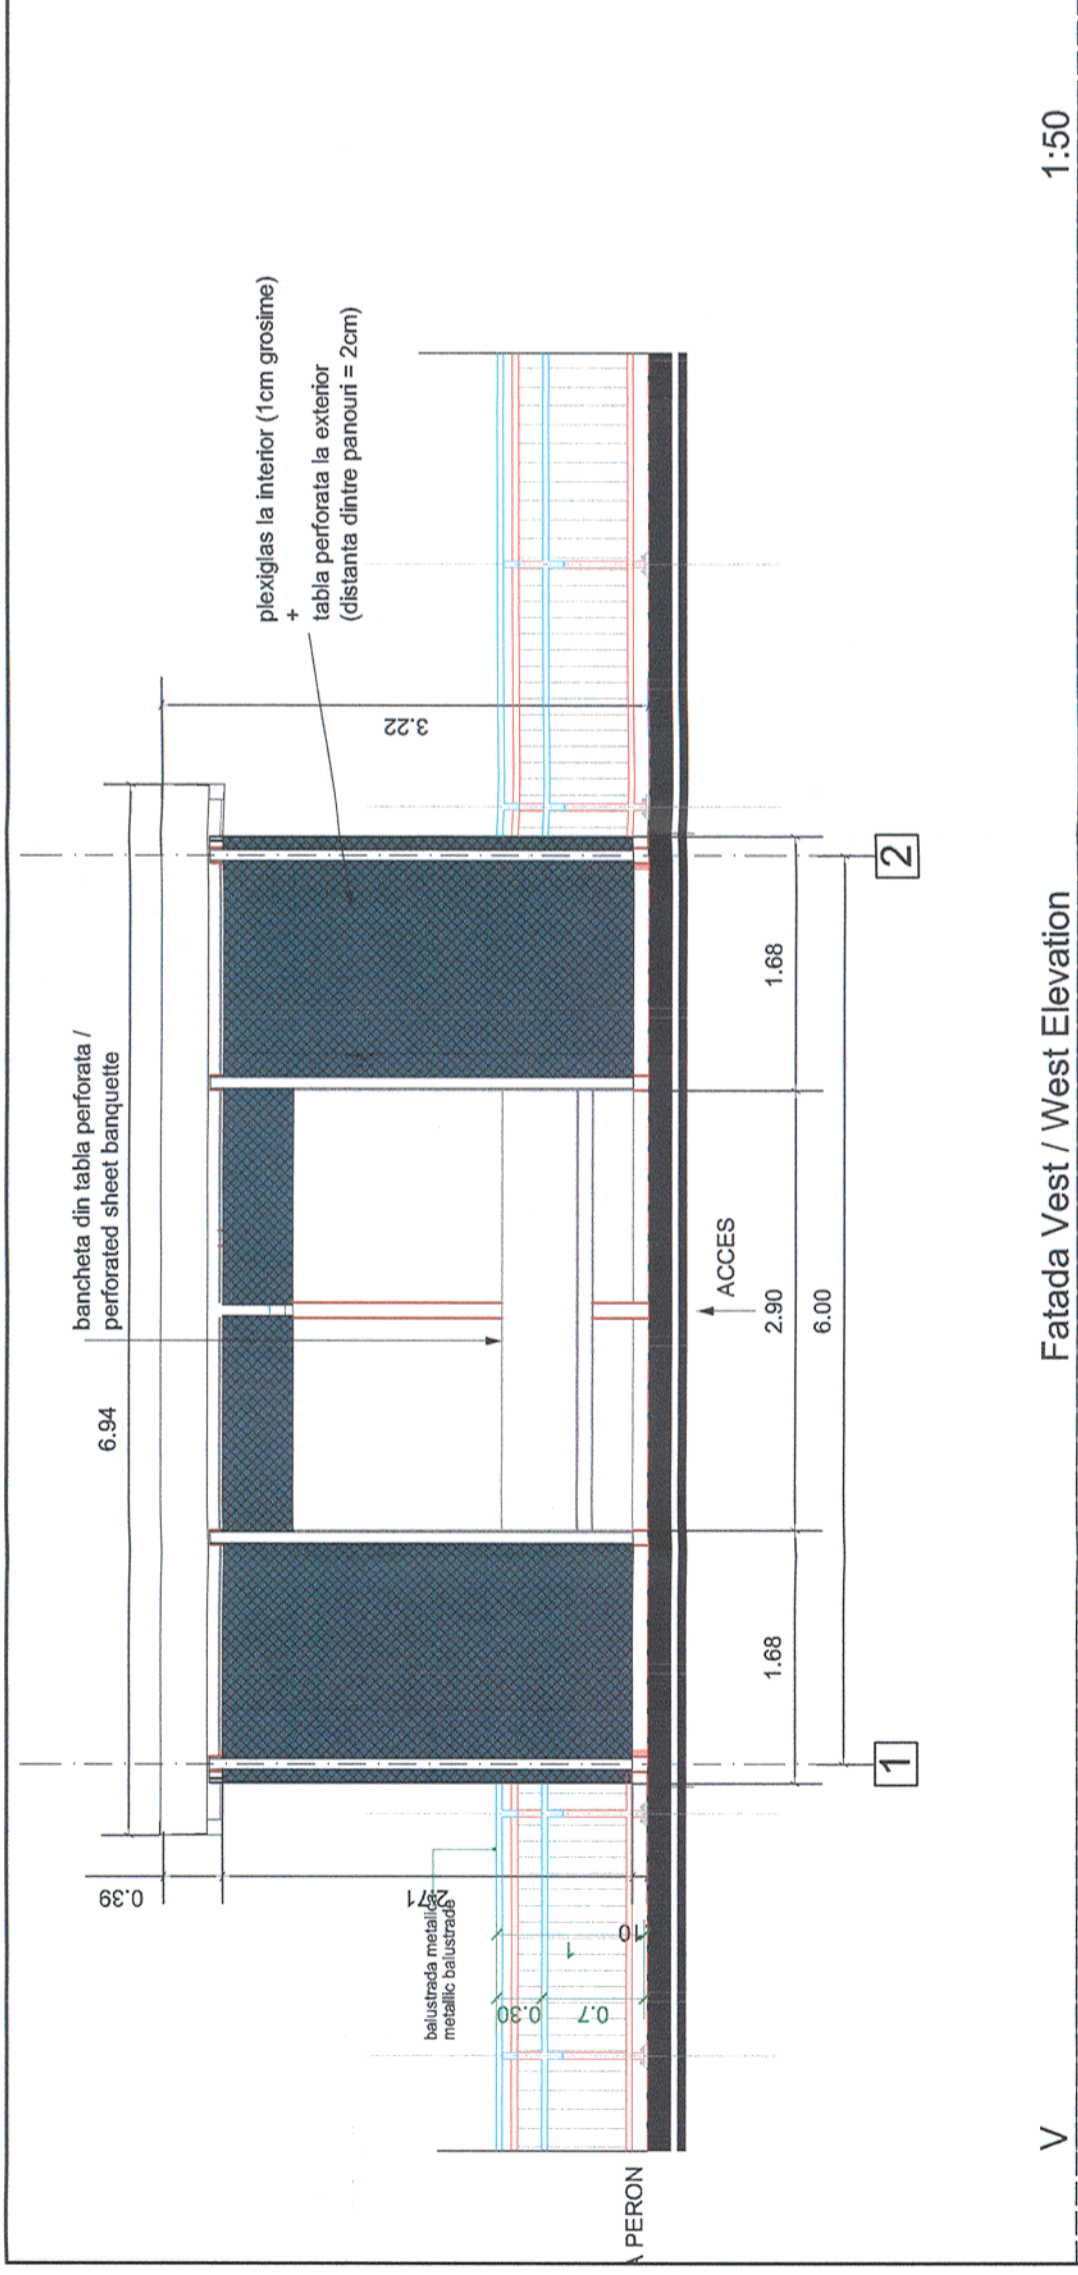 bancheta din tabla perforata /
perforated sheet banquette
6.94
plexiglas la interior (1cm grosime)
+
tabla perforata la exterior
(distanta dintre panouri = 2cm)
0.39
3.22
2.71
balustrada metalica
metallic balustrade
0.30
0.7
1
10
A PERON
ACCES
1.68
2.90
1.68
6.00
1
2
V
Fatada Vest / West Elevation
1:50